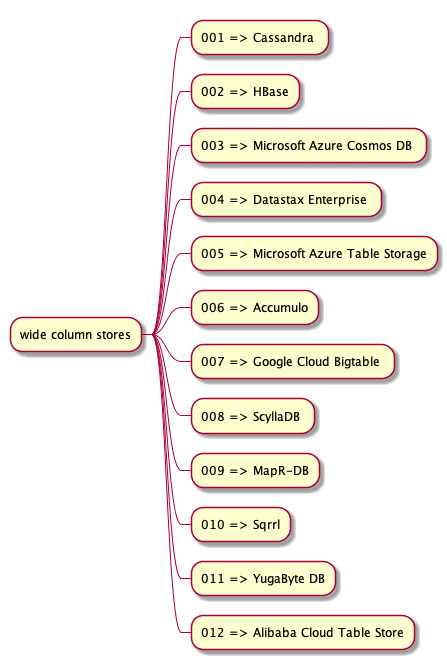 wide column stores
001 => Cassandra
002 => HBase
003 => Microsoft Azure Cosmos DB
004 => Datastax Enterprise
005 => Microsoft Azure Table Storage
006 => Accumulo
007 => Google Cloud Bigtable
008 => ScyllaDB
009 => MapR-DB
010 => Sqrrl
011 => YugaByte DB
012 => Alibaba Cloud Table Store